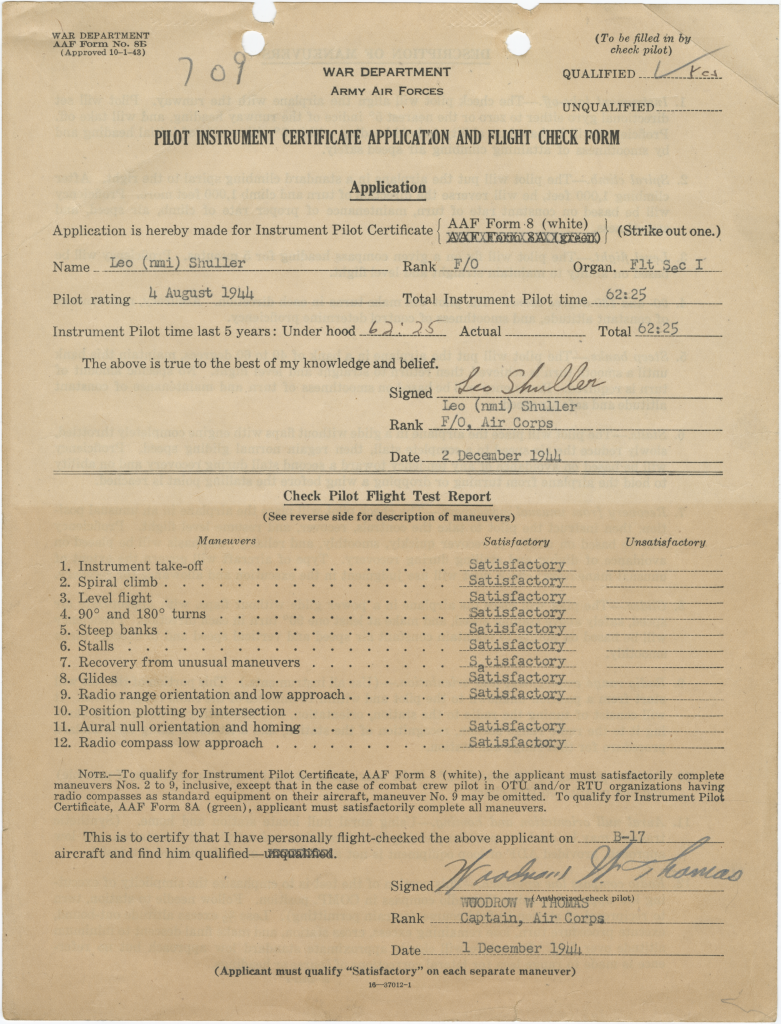 WAR DEPARTMENT
AAF Form No. 8E
(Approved 10-1-43)
709
(To be filled in by
check pilot)
WAR DEPARTMENT
ARMY AIR FORCES
QUALIFIED Yes
UNQUALIFIED
PILOT INSTRUMENT CERTIFICATE APPLICATION AND FLIGHT CHECK FORM
Application
Application is hereby made for Instrument Pilot Certificate { AAF Form 8 (white) } (Strike out one.)
AAF Form 8A (green)
Name Leo (nmi) Shuller Rank F/O Organ. Flt Sec I
Pilot rating 4 August 1944 Total Instrument Pilot time 62:25
Instrument Pilot time last 5 years: Under hood 62:25 Actual Total 62:25
The above is true to the best of my knowledge and belief.
Signed Leo Shuller
Leo (nmi) Shuller
Rank F/O, Air Corps
Date 2 December 1944
Check Pilot Flight Test Report
(See reverse side for description of maneuvers)
Maneuvers Satisfactory Unsatisfactory
1. Instrument take-off . . . . . . . . . . . . . Satisfactory
2. Spiral climb . . . . . . . . . . . . . . . . Satisfactory
3. Level flight . . . . . . . . . . . . . . . . Satisfactory
4. 90° and 180° turns . . . . . . . . . . . . . Satisfactory
5. Steep banks . . . . . . . . . . . . . . . . Satisfactory
6. Stalls . . . . . . . . . . . . . . . . . . Satisfactory
7. Recovery from unusual maneuvers . . . . . . . . Satisfactory
8. Glides . . . . . . . . . . . . . . . . . . Satisfactory
9. Radio range orientation and low approach . . . . . . Satisfactory
10. Position plotting by intersection . . . . . . . . .
11. Aural null orientation and homing . . . . . . . . Satisfactory
12. Radio compass low approach . . . . . . . . . . Satisfactory
NOTE.—To qualify for Instrument Pilot Certificate, AAF Form 8 (white), the applicant must satisfactorily complete
maneuvers Nos. 2 to 9, inclusive, except that in the case of combat crew pilot in OTU and/or RTU organizations having
radio compasses as standard equipment on their aircraft, maneuver No. 9 may be omitted. To qualify for Instrument Pilot
Certificate, AAF Form 8A (green), applicant must satisfactorily complete all maneuvers.
This is to certify that I have personally flight-checked the above applicant on B-17
aircraft and find him qualified—unqualified.
Signed Woodrow W Thomas
(Authorized check pilot)
WOODROW W THOMAS
Rank Captain, Air Corps
Date 1 December 1944
(Applicant must qualify "Satisfactory" on each separate maneuver)
16—37012-1